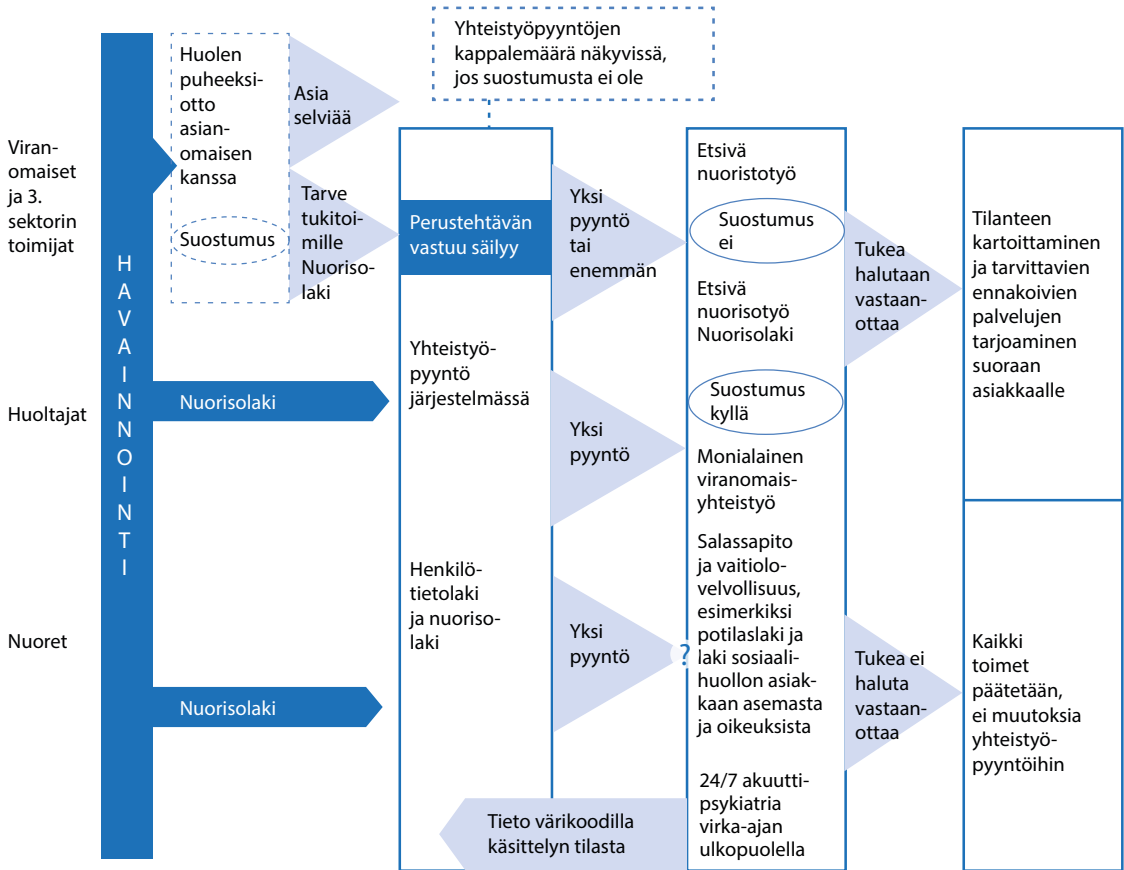 Viran-
omaiset
ja 3.
sektorin
toimijat
Huoltajat
Nuoret
H
A
V
A
I
N
N
O
I
N
T
I
Huolen
puheeksi-
otto
asian-
omaisen
kanssa
Suostumus
Asia
selviää
Tarve
tukitoi-
mille
Nuoriso-
laki
Nuorisolaki
Nuorisolaki
Yhteistyöpyyntöjen
kappalemäärä näkyvissä,
jos suostumusta ei ole
Perustehtävän
vastuu säilyy
Yhteistyö-
pyyntö
järjestelmässä
Henkilö-
tietolaki
ja nuoriso-
laki
Yksi
pyyntö
tai
enemmän
Yksi
pyyntö
Yksi
pyyntö
?
Etsivä
nuoristotyö
Suostumus
ei
Etsivä
nuorisotyö
Nuorisolaki
Suostumus
kyllä
Monialainen
viranomais-
yhteistyö
Salassapito
ja vaitiolo-
velvollisuus,
esimerkiksi
potilaslaki ja
laki sosiaali-
huollon asiak-
kaan asemasta
ja oikeuksista
24/7 akuutti-
psykiatria
virka-ajan
ulkopuolella
Tieto värikoodilla
käsittelyn tilasta
Tukea
halutaan
vastaan-
ottaa
Tukea ei
haluta
vastaan-
ottaa
Tilanteen
kartoittaminen
ja tarvittavien
ennakoivien
palvelujen
tarjoaminen
suoraan
asiakkaalle
Kaikki
toimet
päätetään,
ei muutoksia
yhteistyö-
pyyntöihin